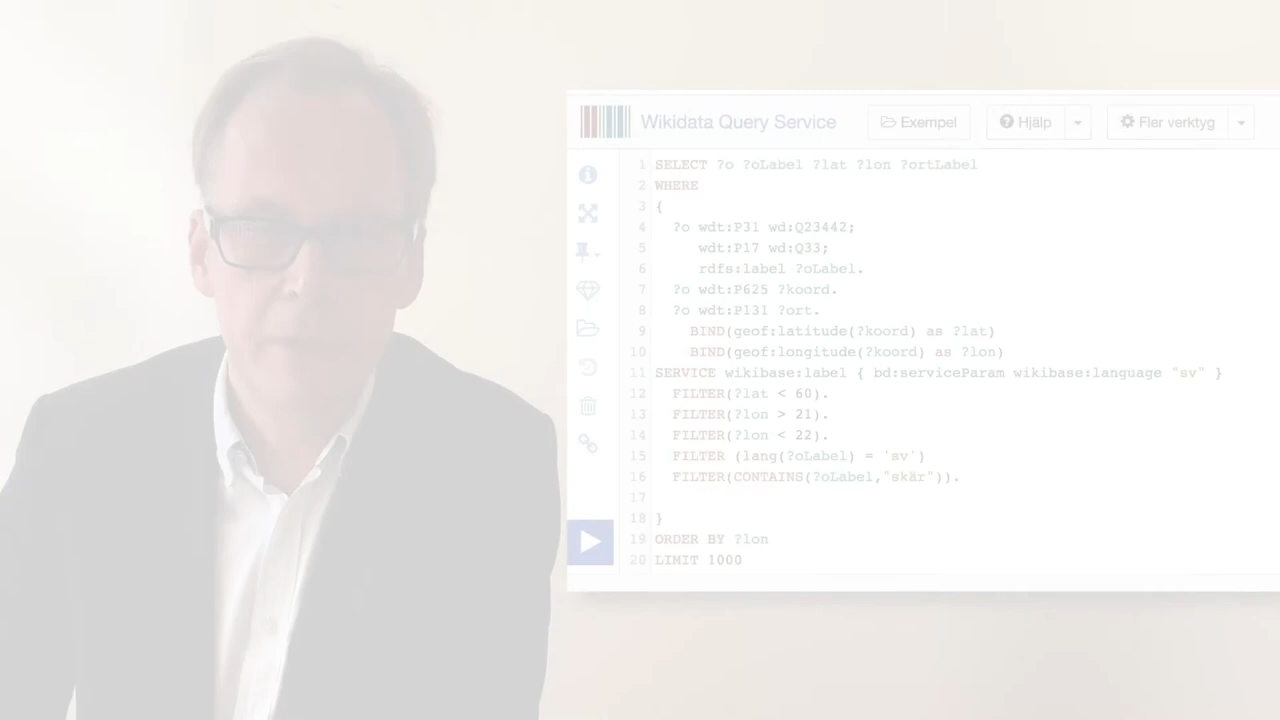 Wikidata Query Service Exempel Hjälp Fler verktyg
1 SELECT ?o ?oLabel ?lat ?lon ?ortLabel
2 WHERE
3 {
4 ?o wdt:P31 wd:Q23442;
5 wdt:P17 wd:Q33;
6 rdfs:label ?oLabel.
7 ?o wdt:P625 ?koord.
8 ?o wdt:P131 ?ort.
9 BIND(geof:latitude(?koord) as ?lat)
10 BIND(geof:longitude(?koord) as ?lon)
11 SERVICE wikibase:label { bd:serviceParam wikibase:language "sv" }
12 FILTER(?lat < 60).
13 FILTER(?lon > 21).
14 FILTER(?lon < 22).
15 FILTER (lang(?oLabel) = 'sv')
16 FILTER(CONTAINS(?oLabel,"skär")).
17
18 }
19 ORDER BY ?lon
20 LIMIT 1000